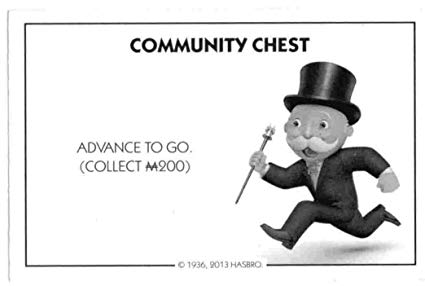 COMMUNITY CHEST
ADVANCE TO GO.
(COLLECT ₩200)
© 1936, 2013 HASBRO.